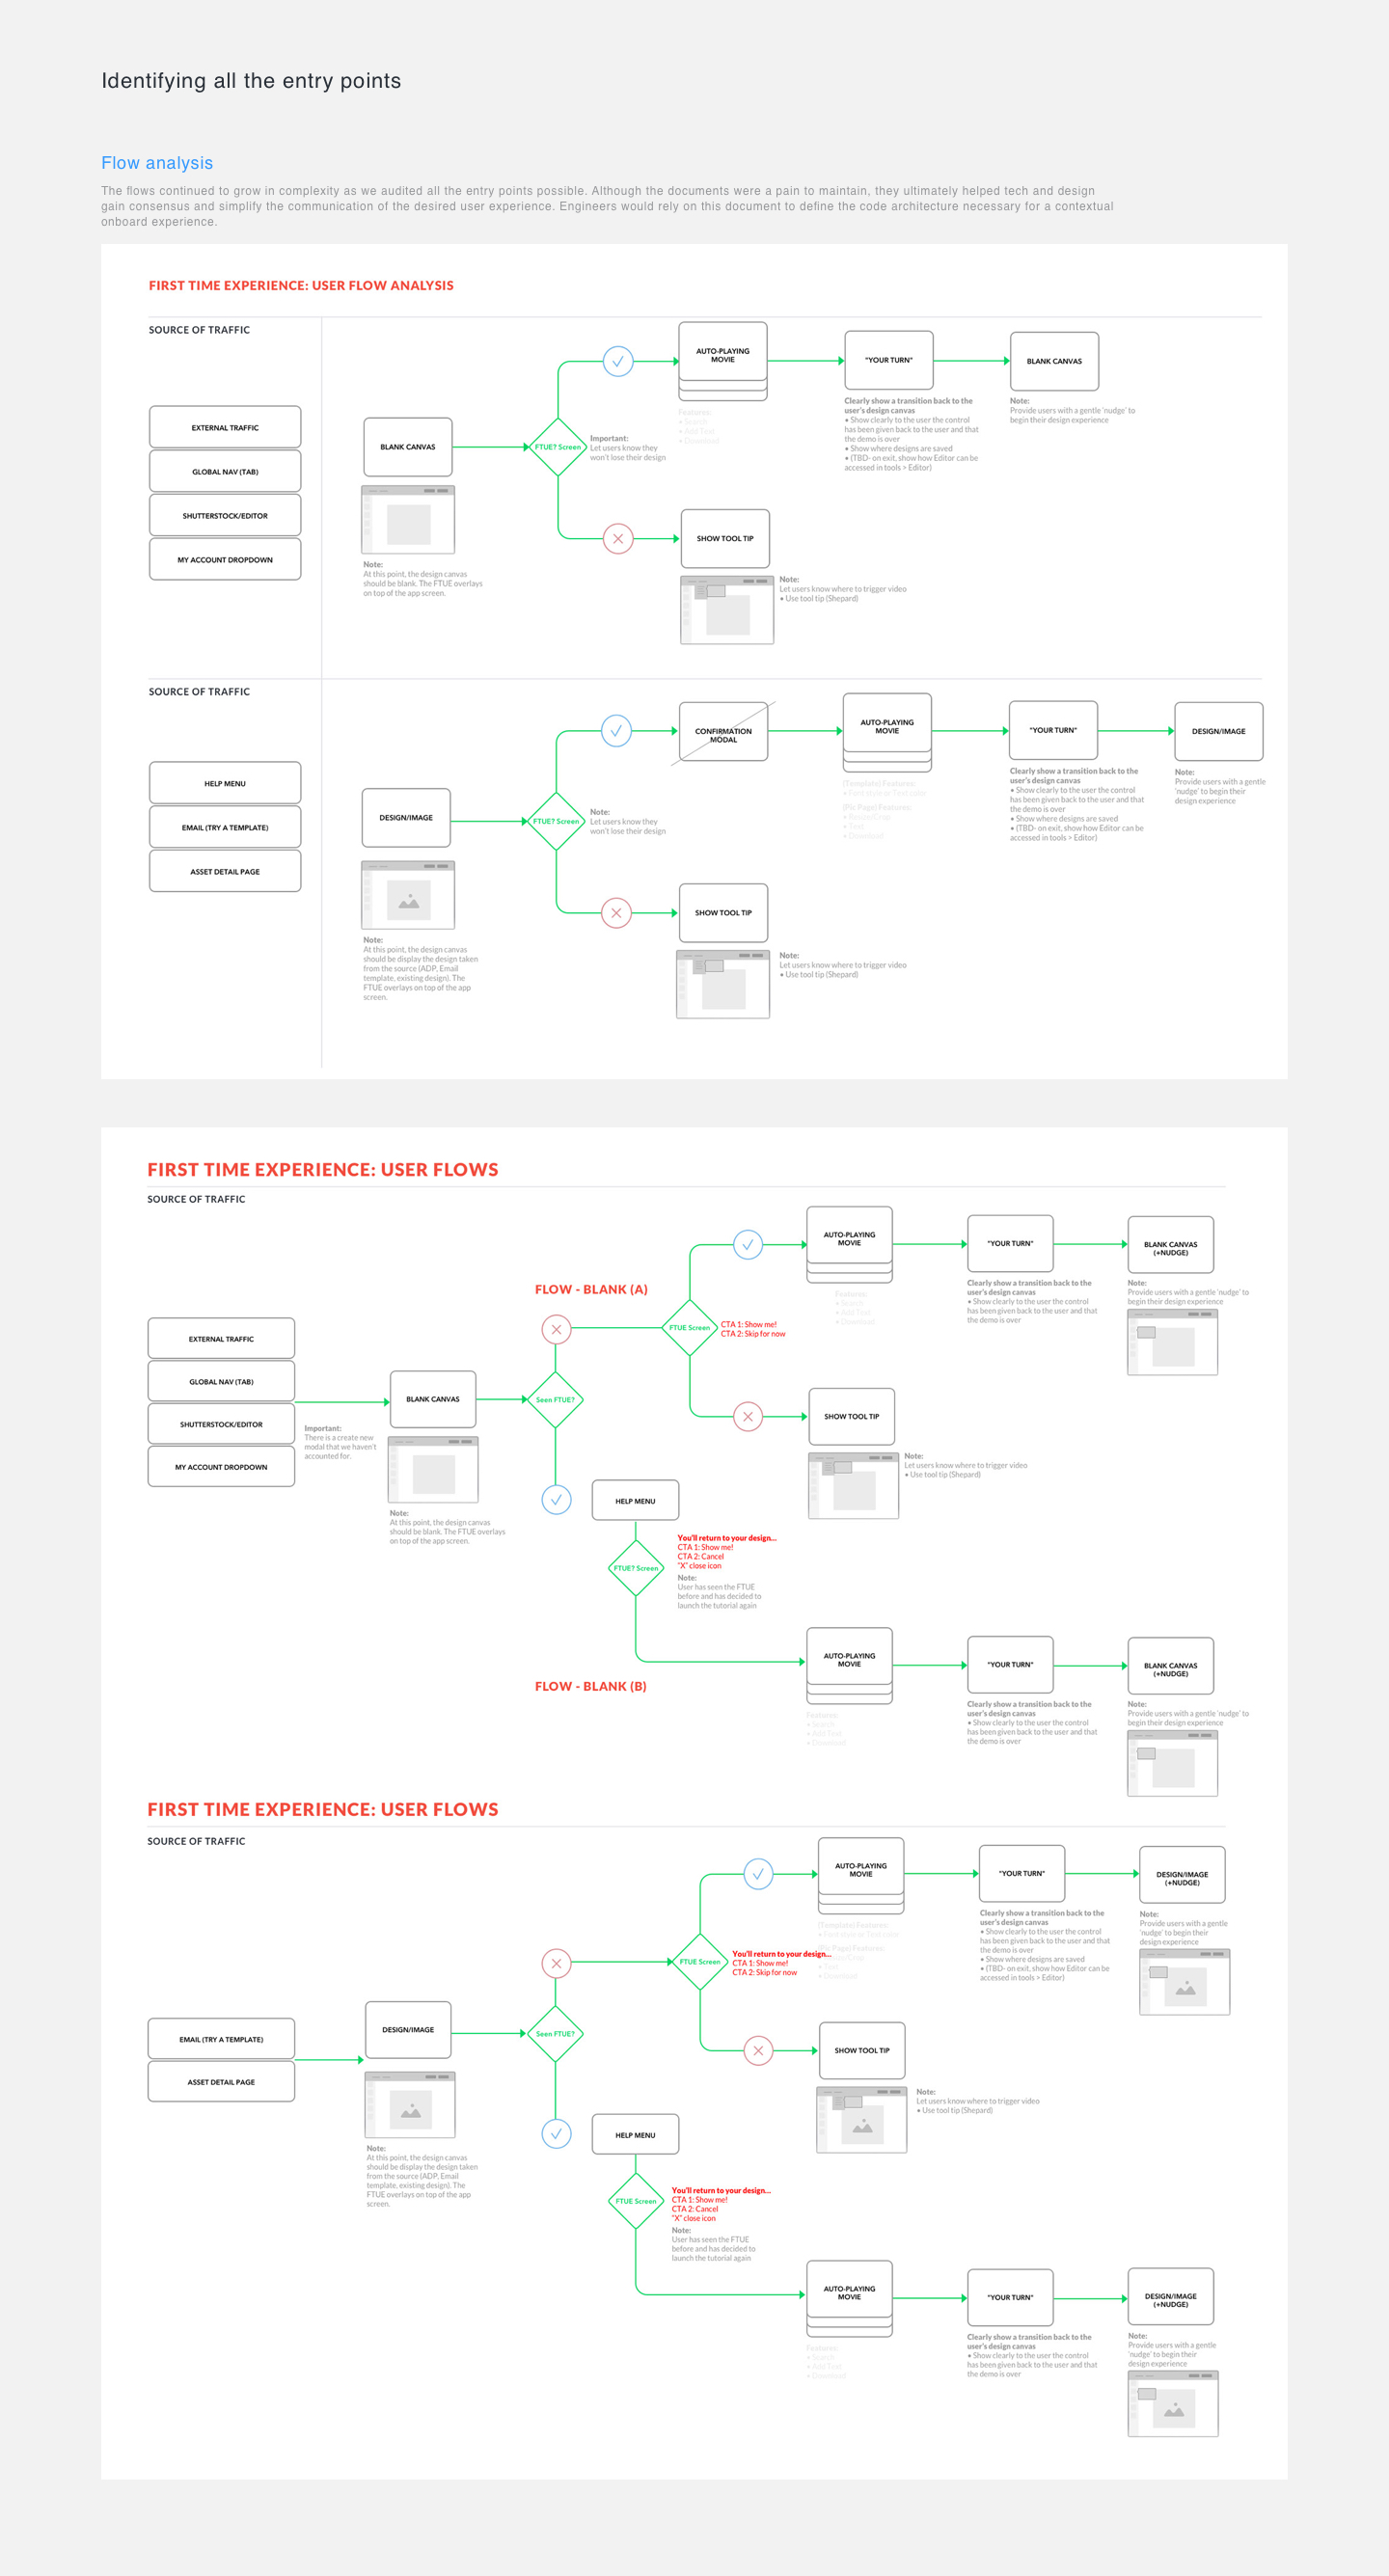 Identifying all the entry points
Flow analysis
The flows continued to grow in complexity as we audited all the entry points possible. Although the documents were a pain to maintain, they ultimately helped tech and design
gain consensus and simplify the communication of the desired user experience. Engineers would rely on this document to define the code architecture necessary for a contextual
onboard experience.
FIRST TIME EXPERIENCE: USER FLOW ANALYSIS
SOURCE OF TRAFFIC
EXTERNAL TRAFFIC
GLOBAL NAV (TAB)
SHUTTERSTOCK/EDITOR
MY ACCOUNT DROPDOWN
BLANK CANVAS
Note:
At this point, the design canvas
should be blank. The FTUE overlays
on top of the app screen.
FTUE? Screen
Important:
Let users know they
won't lose their design
AUTO-PLAYING
MOVIE
Features:
• Search
• Add Text
• Download
"YOUR TURN"
Clearly show a transition back to the
user's design canvas
• Show clearly to the user the control
has been given back to the user and that
the demo is over
• Show where designs are saved
• (TBD- on exit, show how Editor can be
accessed in tools > Editor)
BLANK CANVAS
Note:
Provide users with a gentle 'nudge' to
begin their design experience
SHOW TOOL TIP
Note:
Let users know where to trigger video
• Use tool tip (Shepard)
SOURCE OF TRAFFIC
HELP MENU
EMAIL (TRY A TEMPLATE)
ASSET DETAIL PAGE
DESIGN/IMAGE
Note:
At this point, the design canvas
should be display the design taken
from the source (ADP, Email
template, existing design). The
FTUE overlays on top of the app
screen.
FTUE? Screen
Note:
Let users know they
won't lose their design
CONFIRMATION
MODAL
AUTO-PLAYING
MOVIE
[Template] Features:
• Font style or Text color
[Pic Page] Features:
• Resize/Crop
• Text
• Download
"YOUR TURN"
Clearly show a transition back to the
user's design canvas
• Show clearly to the user the control
has been given back to the user and that
the demo is over
• Show where designs are saved
• (TBD- on exit, show how Editor can be
accessed in tools > Editor)
DESIGN/IMAGE
Note:
Provide users with a gentle
'nudge' to begin their
design experience
SHOW TOOL TIP
Note:
Let users know where to trigger video
• Use tool tip (Shepard)
FIRST TIME EXPERIENCE: USER FLOWS
SOURCE OF TRAFFIC
EXTERNAL TRAFFIC
GLOBAL NAV (TAB)
SHUTTERSTOCK/EDITOR
MY ACCOUNT DROPDOWN
Important:
There is a create new
modal that we haven't
accounted for.
BLANK CANVAS
Note:
At this point, the design canvas
should be blank. The FTUE overlays
on top of the app screen.
FLOW - BLANK (A)
Seen FTUE?
FTUE Screen
CTA 1: Show me!
CTA 2: Skip for now
AUTO-PLAYING
MOVIE
Features:
• Search
• Add Text
• Download
"YOUR TURN"
Clearly show a transition back to the
user's design canvas
• Show clearly to the user the control
has been given back to the user and that
the demo is over
BLANK CANVAS
(+NUDGE)
Note:
Provide users with a gentle 'nudge' to
begin their design experience
SHOW TOOL TIP
Note:
Let users know where to trigger video
• Use tool tip (Shepard)
HELP MENU
FTUE? Screen
You'll return to your design...
CTA 1: Show me!
CTA 2: Cancel
"X" close icon
Note:
User has seen the FTUE
before and has decided to
launch the tutorial again
FLOW - BLANK (B)
AUTO-PLAYING
MOVIE
Features:
• Search
• Add Text
• Download
"YOUR TURN"
Clearly show a transition back to the
user's design canvas
• Show clearly to the user the control
has been given back to the user and that
the demo is over
BLANK CANVAS
(+NUDGE)
Note:
Provide users with a gentle 'nudge' to
begin their design experience
FIRST TIME EXPERIENCE: USER FLOWS
SOURCE OF TRAFFIC
EMAIL (TRY A TEMPLATE)
ASSET DETAIL PAGE
DESIGN/IMAGE
Note:
At this point, the design canvas
should be display the design taken
from the source (ADP, Email
template, existing design). The
FTUE overlays on top of the app
screen.
Seen FTUE?
FTUE Screen
You'll return to your design...
CTA 1: Show me!
CTA 2: Skip for now
AUTO-PLAYING
MOVIE
[Template] Features:
• Font style or Text color
Page] Features:
• Text
• Download
"YOUR TURN"
Clearly show a transition back to the
user's design canvas
• Show clearly to the user the control
has been given back to the user and that
the demo is over
• Show where designs are saved
• (TBD- on exit, show how Editor can be
accessed in tools > Editor)
DESIGN/IMAGE
(+NUDGE)
Note:
Provide users with a gentle
'nudge' to begin their
design experience
SHOW TOOL TIP
Note:
Let users know where to trigger video
• Use tool tip (Shepard)
HELP MENU
FTUE Screen
You'll return to your design...
CTA 1: Show me!
CTA 2: Cancel
"X" close icon
Note:
User has seen the FTUE
before and has decided to
launch the tutorial again
AUTO-PLAYING
MOVIE
Features:
• Search
• Add Text
• Download
"YOUR TURN"
Clearly show a transition back to the
user's design canvas
• Show clearly to the user the control
has been given back to the user and that
the demo is over
DESIGN/IMAGE
(+NUDGE)
Note:
Provide users with a gentle
'nudge' to begin their
design experience